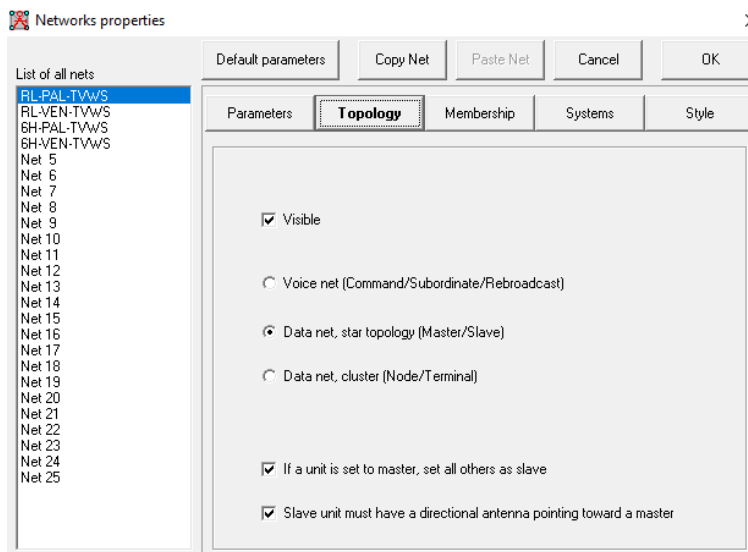 Networks properties
Default parameters
Copy Net
Paste Net
Cancel
OK
List of all nets
RL-PAL-TVWS
RL-VEN-TVWS
6H-PAL-TVWS
6H-VEN-TVWS
Net 5
Net 6
Net 7
Net 8
Net 9
Net 10
Net 11
Net 12
Net 13
Net 14
Net 15
Net 16
Net 17
Net 18
Net 19
Net 20
Net 21
Net 22
Net 23
Net 24
Net 25
Parameters
Topology
Membership
Systems
Style
Visible
Voice net (Command/Subordinate/Rebroadcast)
Data net, star topology (Master/Slave)
Data net, cluster (Node/Terminal)
If a unit is set to master, set all others as slave
Slave unit must have a directional antenna pointing toward a master